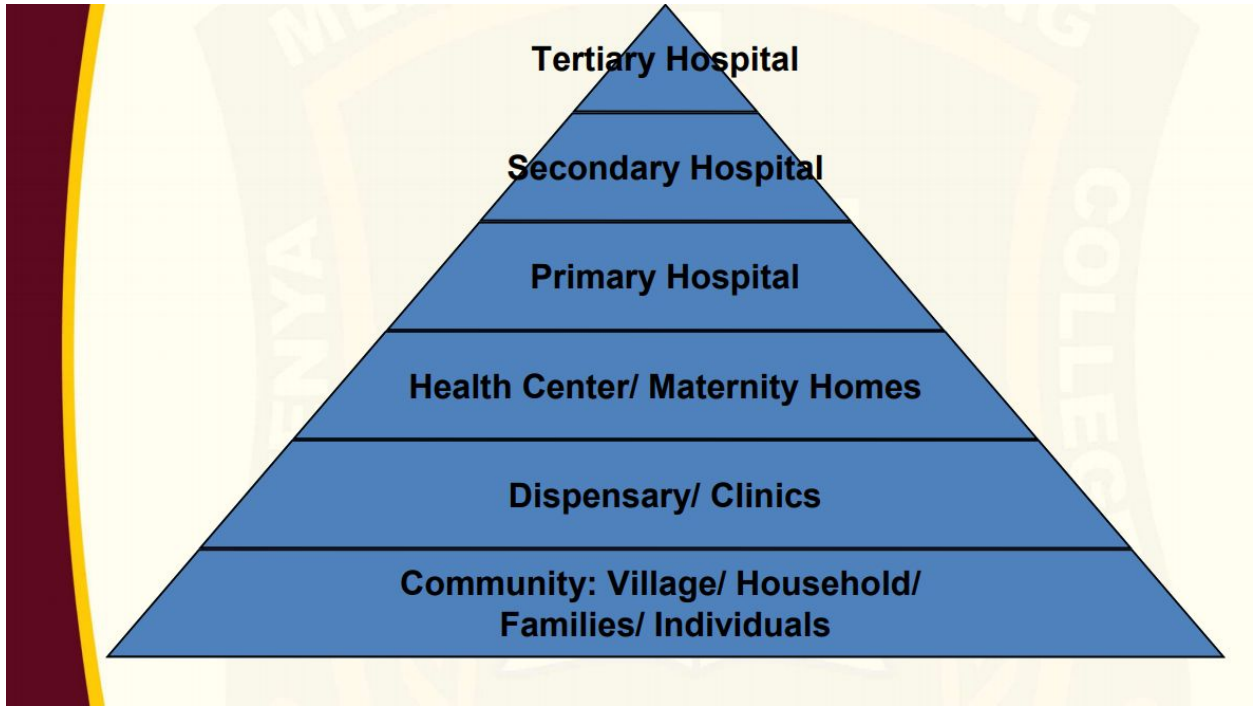 Tertiary Hospital
Secondary Hospital
Primary Hospital
Health Center/ Maternity Homes
Dispensary/ Clinics
Community: Village/ Household/
Families/ Individuals